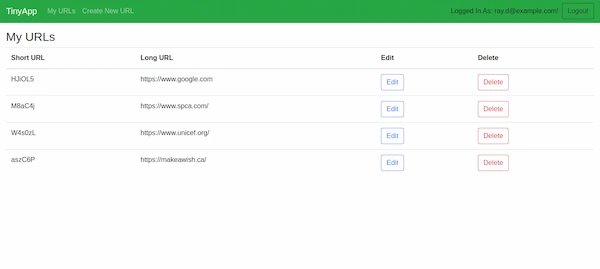 TinyApp My URLs Create New URL Logged In As: ray.d@example.com! Logout
My URLs
Short URL Long URL Edit Delete
HJiOL5 https://www.google.com Edit Delete
M8aC4j https://www.spca.com/ Edit Delete
W4s0zL https://www.unicef.org/ Edit Delete
aszC6P https://makeawish.ca/ Edit Delete